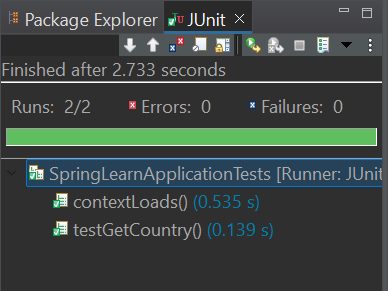 Package Explorer JUnit
Finished after 2.733 seconds
Runs: 2/2 Errors: 0 Failures: 0
SpringLearnApplicationTests [Runner: JUnit
contextLoads() (0.535 s)
testGetCountry() (0.139 s)